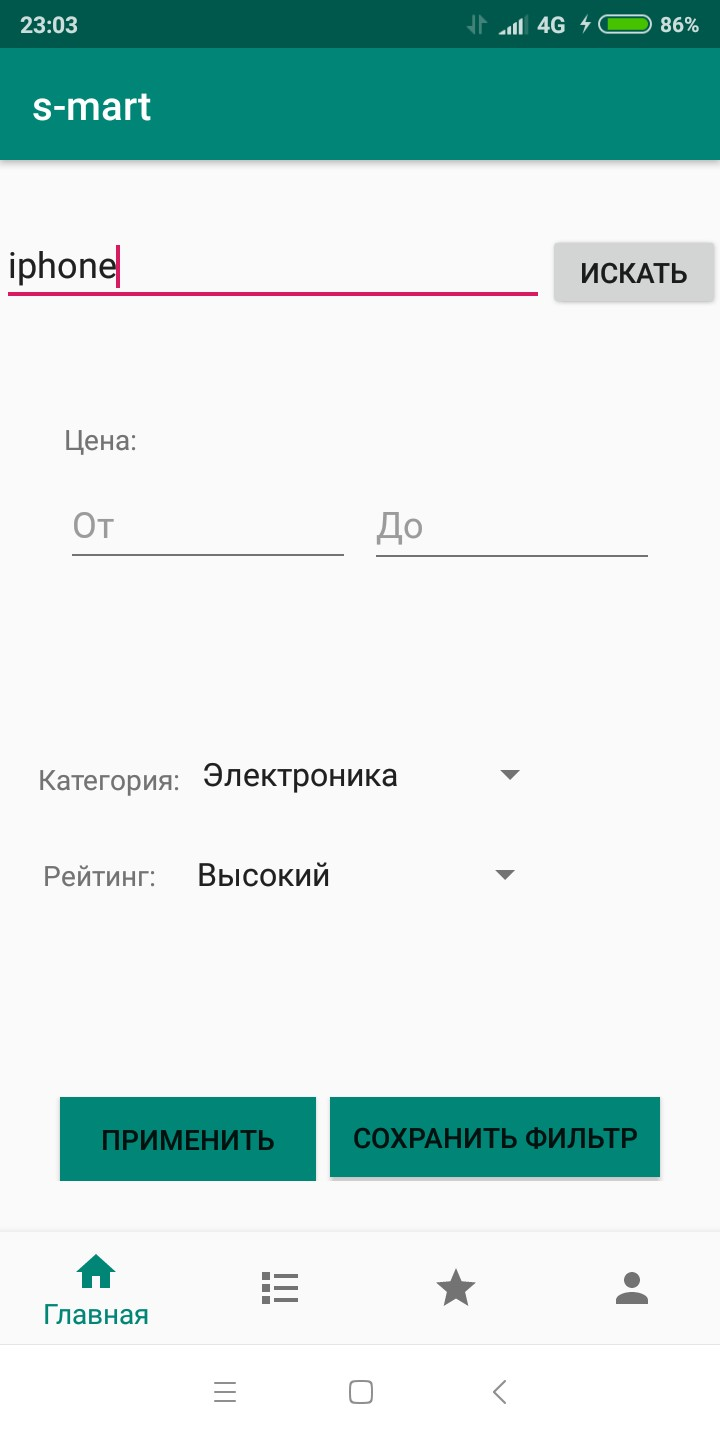 23:03 4G 86%
s-mart
iphone ИСКАТЬ
Цена:
От До
Категория: Электроника
Рейтинг: Высокий
ПРИМЕНИТЬ СОХРАНИТЬ ФИЛЬТР
Главная